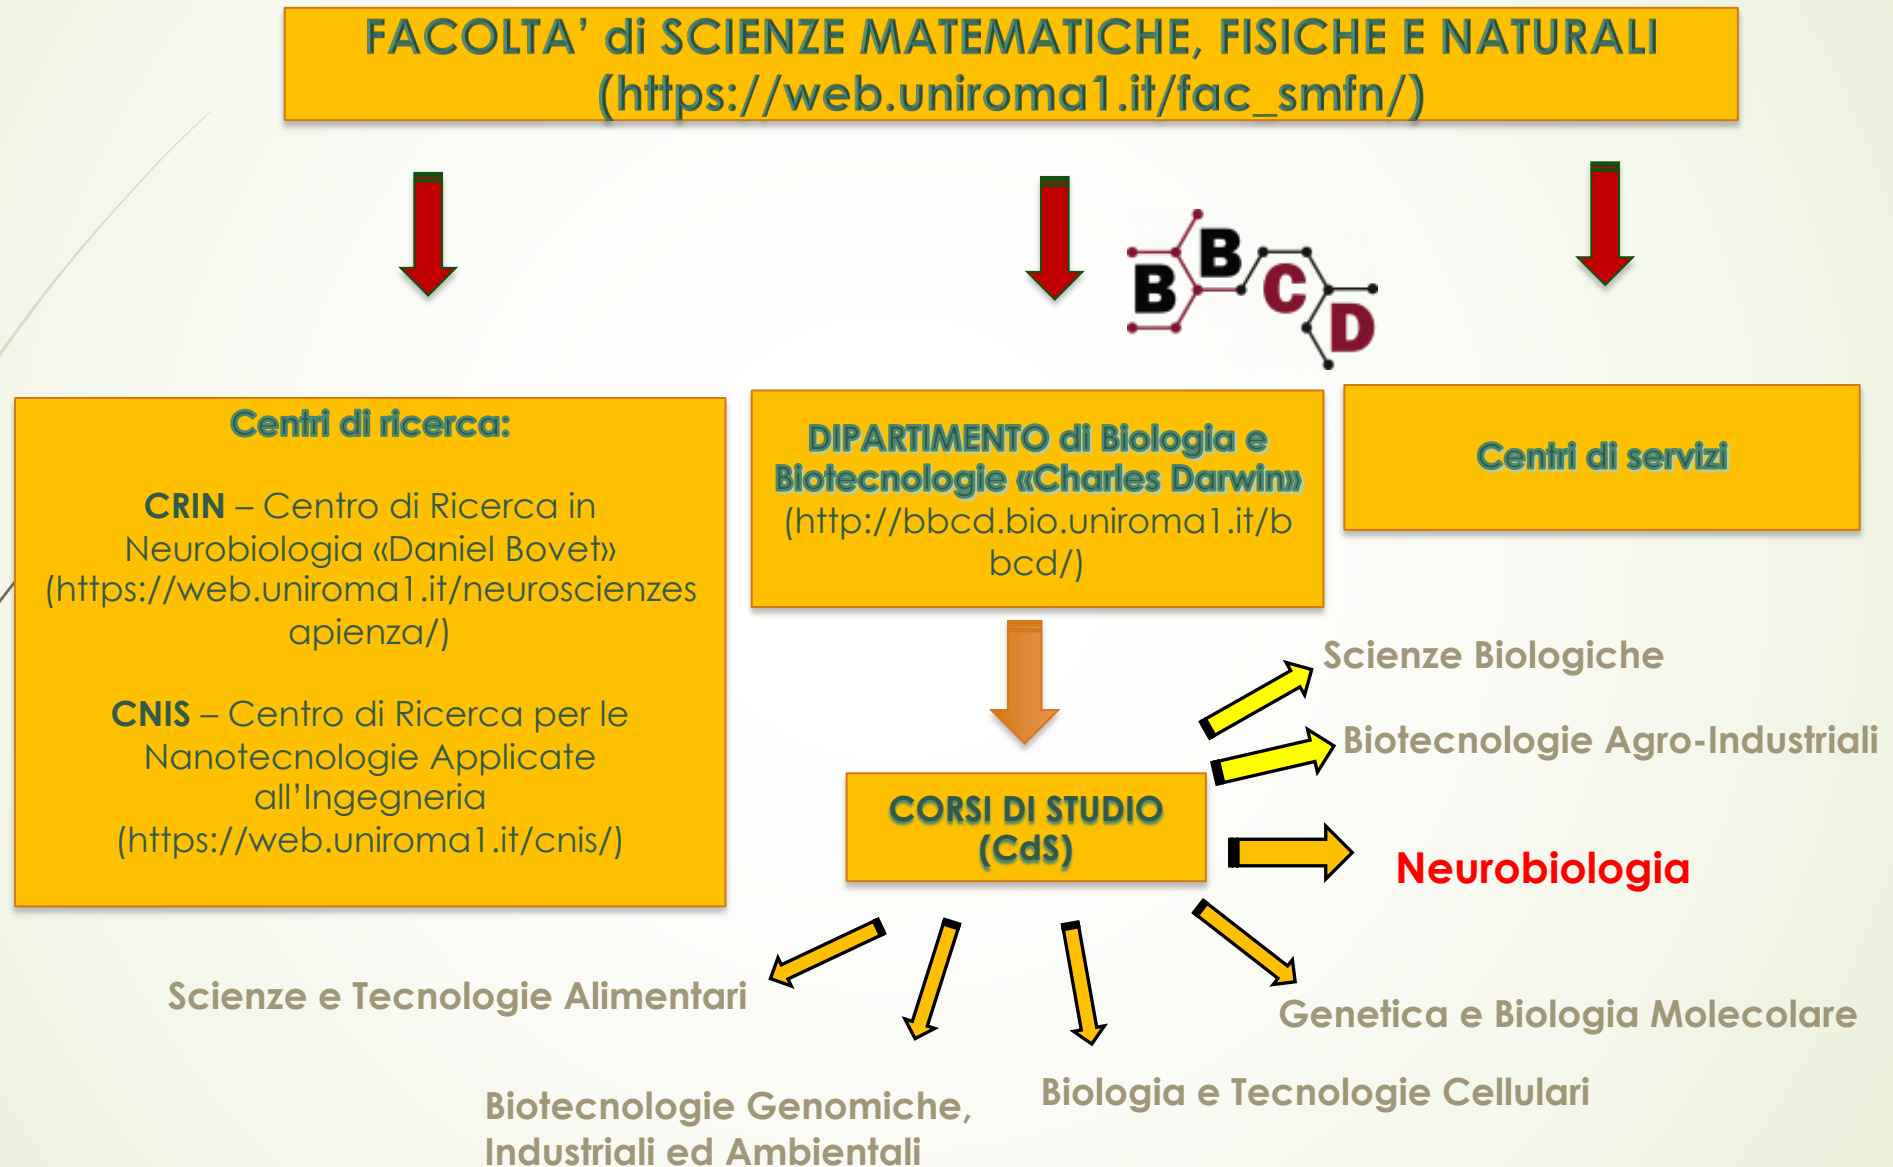 FACOLTA’ di SCIENZE MATEMATICHE, FISICHE E NATURALI
(https://web.uniroma1.it/fac_smfn/)
B B C D
Centri di ricerca:
CRIN – Centro di Ricerca in
Neurobiologia «Daniel Bovet»
(https://web.uniroma1.it/neuroscienzes
apienza/)
CNIS – Centro di Ricerca per le
Nanotecnologie Applicate
all’Ingegneria
(https://web.uniroma1.it/cnis/)
DIPARTIMENTO di Biologia e
Biotecnologie «Charles Darwin»
(http://bbcd.bio.uniroma1.it/b
bcd/)
Centri di servizi
CORSI DI STUDIO
(CdS)
Scienze Biologiche
Biotecnologie Agro-Industriali
Neurobiologia
Genetica e Biologia Molecolare
Biologia e Tecnologie Cellulari
Biotecnologie Genomiche,
Industriali ed Ambientali
Scienze e Tecnologie Alimentari